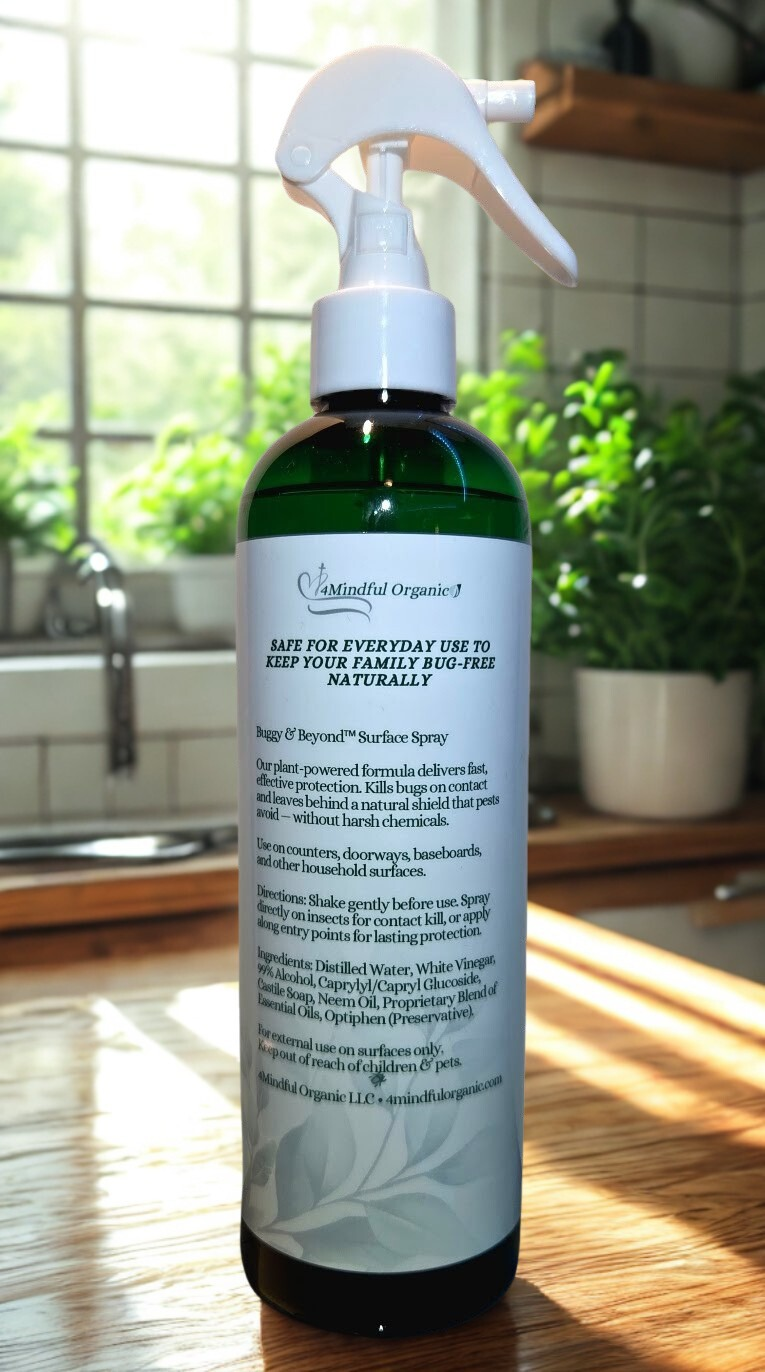 4Mindful Organic
SAFE FOR EVERYDAY USE TO
KEEP YOUR FAMILY BUG-FREE
NATURALLY
Buggy & Beyond™ Surface Spray
Our plant-powered formula delivers fast,
effective protection. Kills bugs on contact
and leaves behind a natural shield that pests
avoid — without harsh chemicals.
Use on counters, doorways, baseboards,
and other household surfaces.
Directions: Shake gently before use. Spray
directly on insects for contact kill, or apply
along entry points for lasting protection.
Ingredients: Distilled Water, White Vinegar,
99% Alcohol, Caprylyl/Capryl Glucoside,
Castile Soap, Neem Oil, Proprietary Blend of
Essential Oils, Optiphen (Preservative).
For external use on surfaces only.
Keep out of reach of children & pets.
4Mindful Organic LLC • 4mindfulorganic.com